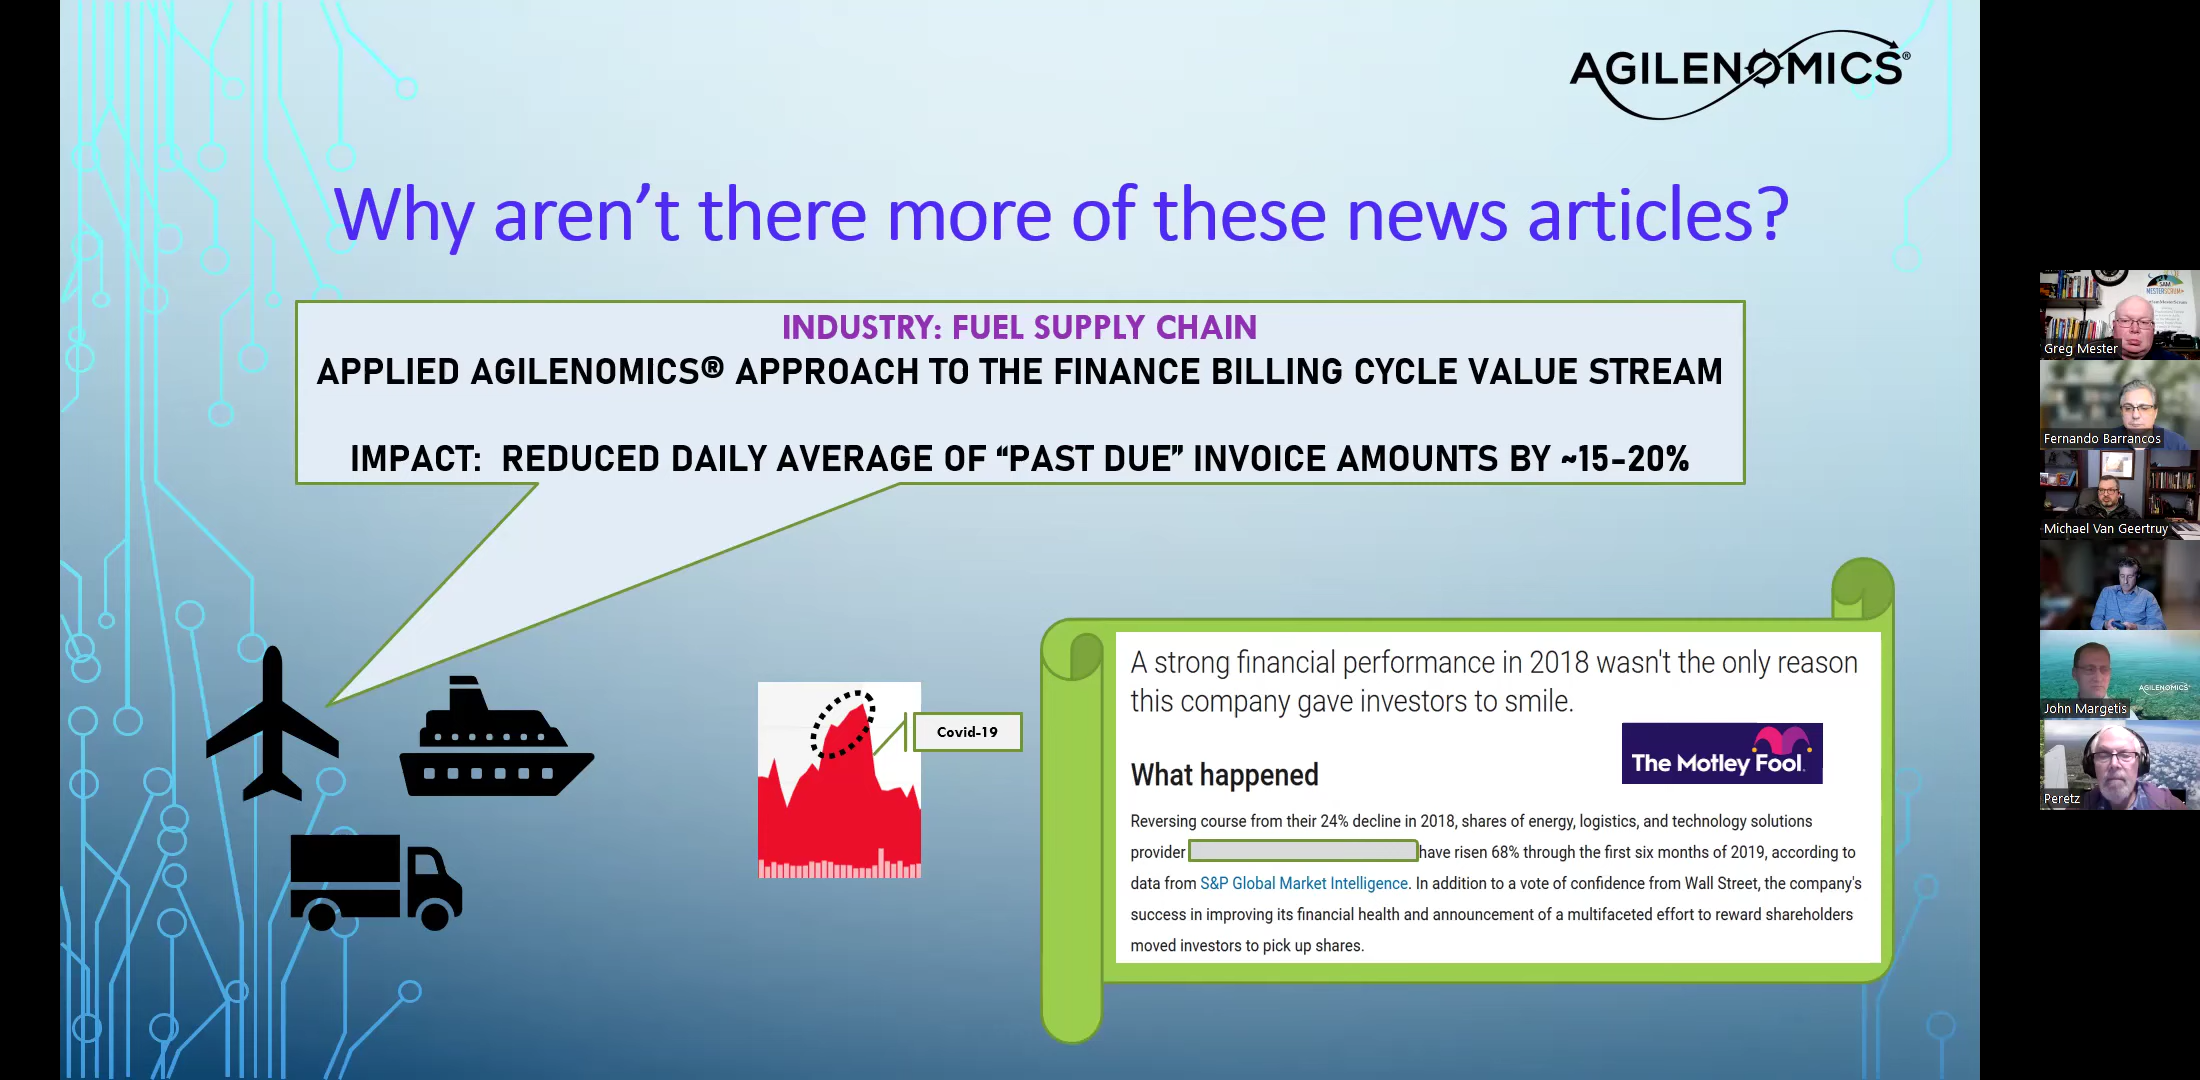 AGILENOMICS®
Why aren't there more of these news articles?
INDUSTRY: FUEL SUPPLY CHAIN
APPLIED AGILENOMICS® APPROACH TO THE FINANCE BILLING CYCLE VALUE STREAM
IMPACT: REDUCED DAILY AVERAGE OF “PAST DUE” INVOICE AMOUNTS BY ~15-20%
Covid-19
A strong financial performance in 2018 wasn't the only reason
this company gave investors to smile.
The Motley Fool.
What happened
Reversing course from their 24% decline in 2018, shares of energy, logistics, and technology solutions
provider have risen 68% through the first six months of 2019, according to
data from S&P Global Market Intelligence. In addition to a vote of confidence from Wall Street, the company's
success in improving its financial health and announcement of a multifaceted effort to reward shareholders
moved investors to pick up shares.
Greg Mester
Fernando Barrancos
Michael Van Geertruy
AGILENOMICS
John Margetis
Peretz